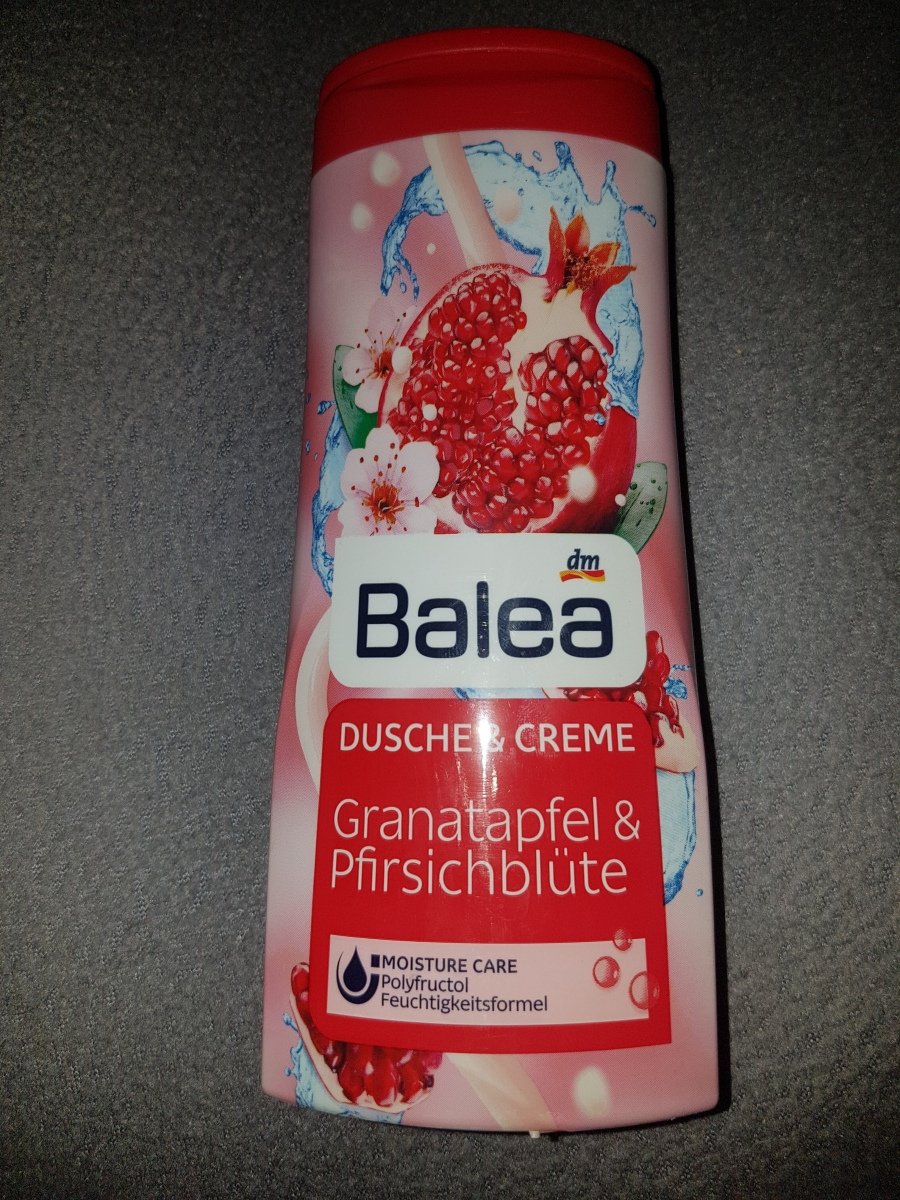 dm
Balea
DUSCHE & CREME
Granatapfel &
Pfirsichblüte
MOISTURE CARE
Polyfructol
Feuchtigkeitsformel